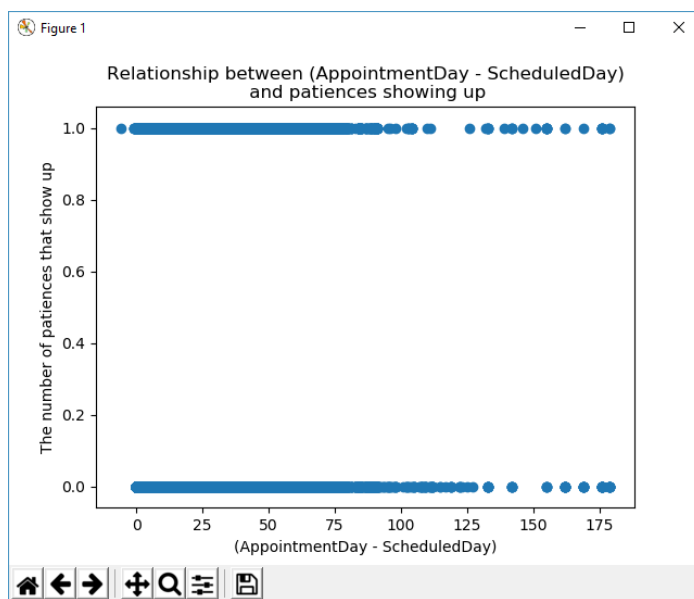 Figure 1
Relationship between (AppointmentDay - ScheduledDay)
and patiences showing up
The number of patiences that show up
1.0
0.8
0.6
0.4
0.2
0.0
0
25
50
75
100
125
150
175
(AppointmentDay - ScheduledDay)